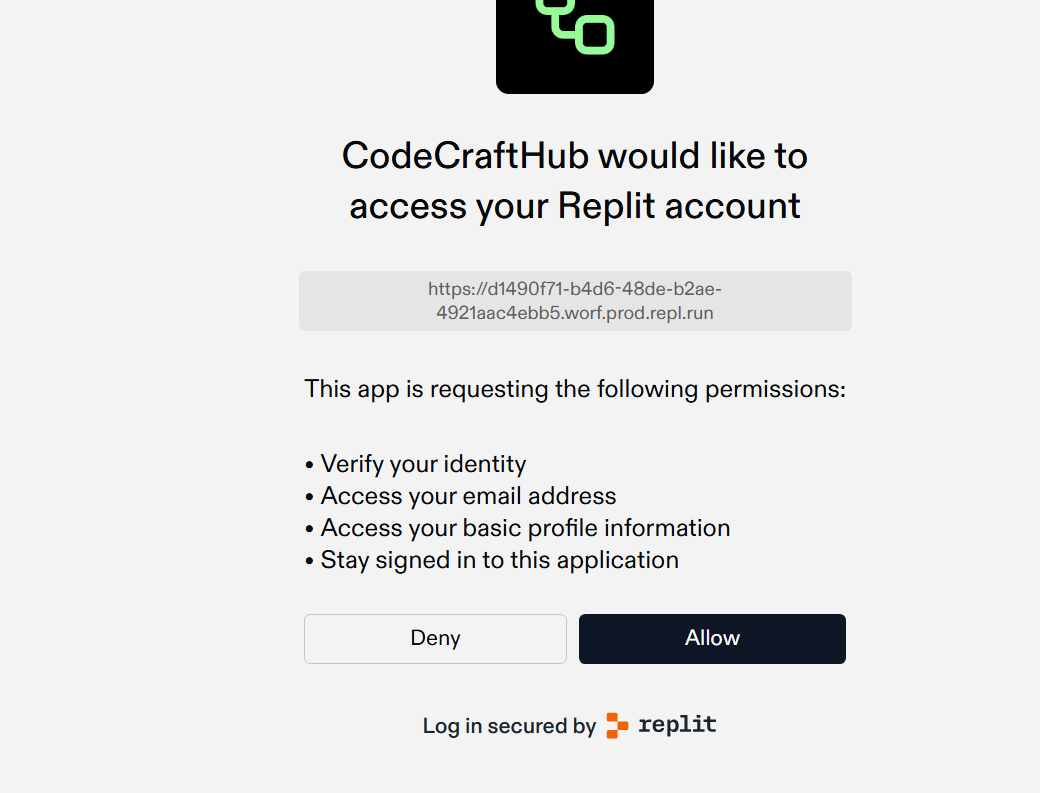 CodeCraftHub would like to
access your Replit account
https://d1490f71-b4d6-48de-b2ae-
4921aac4ebb5.worf.prod.repl.run
This app is requesting the following permissions:
• Verify your identity
• Access your email address
• Access your basic profile information
• Stay signed in to this application
Deny
Allow
Log in secured by replit